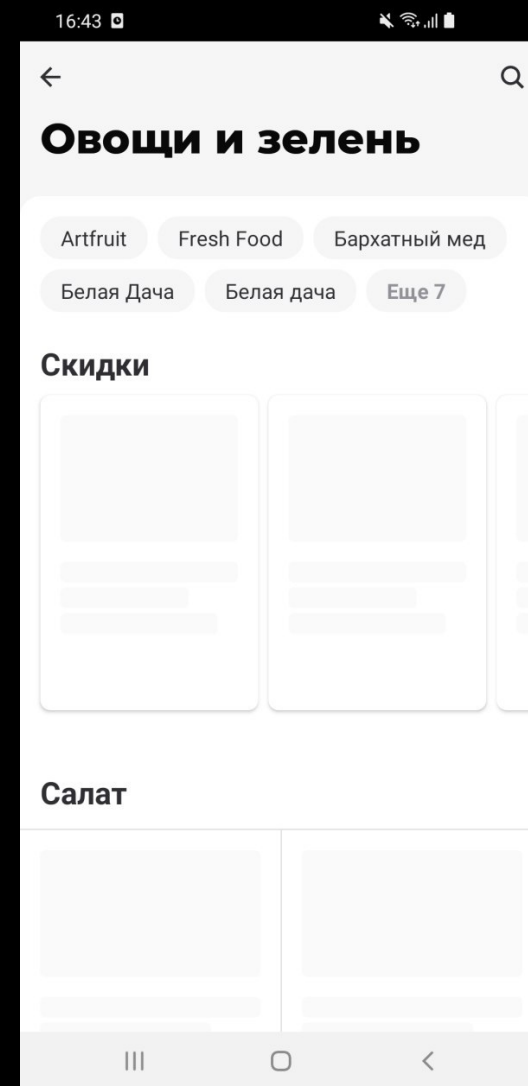 16:43
Овощи и зелень
Artfruit Fresh Food Бархатный мед
Белая Дача Белая дача Еще 7
Скидки
Салат